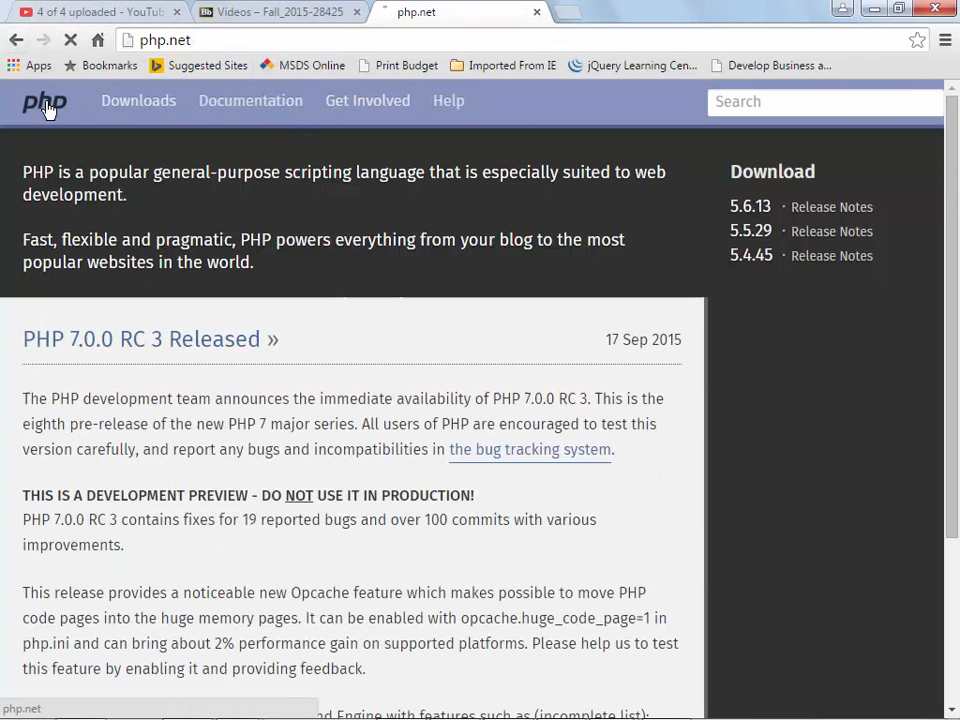 4 of 4 uploaded - YouTub
Videos – Fall_2015-28425
php.net
php.net
Apps
Bookmarks
Suggested Sites
MSDS Online
Print Budget
Imported From IE
jQuery Learning Cen...
Develop Business a...
php
Downloads
Documentation
Get Involved
Help
Search
PHP is a popular general-purpose scripting language that is especially suited to web
development.
Fast, flexible and pragmatic, PHP powers everything from your blog to the most
popular websites in the world.
Download
5.6.13 · Release Notes
5.5.29 · Release Notes
5.4.45 · Release Notes
PHP 7.0.0 RC 3 Released »
17 Sep 2015
The PHP development team announces the immediate availability of PHP 7.0.0 RC 3. This is the
eighth pre-release of the new PHP 7 major series. All users of PHP are encouraged to test this
version carefully, and report any bugs and incompatibilities in the bug tracking system.
THIS IS A DEVELOPMENT PREVIEW - DO NOT USE IT IN PRODUCTION!
PHP 7.0.0 RC 3 contains fixes for 19 reported bugs and over 100 commits with various
improvements.
This release provides a noticeable new Opcache feature which makes possible to move PHP
code pages into the huge memory pages. It can be enabled with opcache.huge_code_page=1 in
php.ini and can bring about 2% performance gain on supported platforms. Please help us to test
this feature by enabling it and providing feedback.
nd Engine with features such as (incomplete list):
php.net